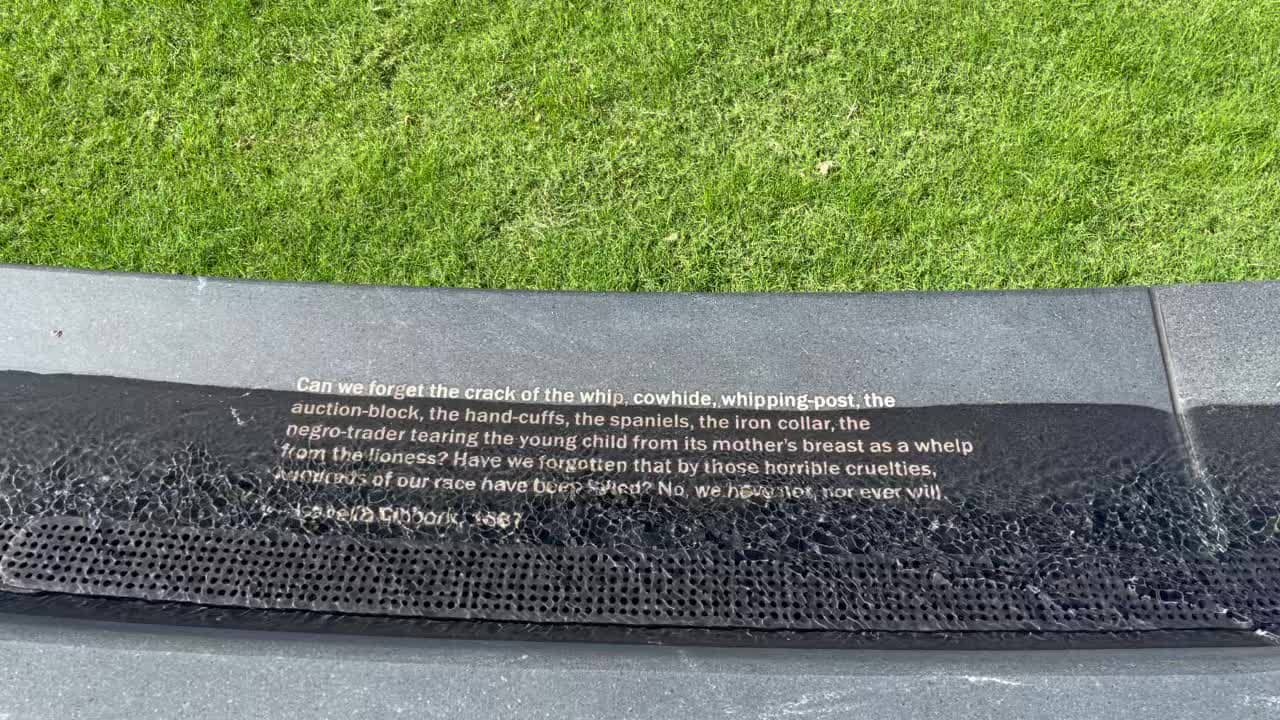 Can we forget the crack of the whip, cowhide, whipping-post, the
auction-block, the hand-cuffs, the spaniels, the iron collar, the
negro-trader tearing the young child from its mother's breast as a whelp
from the lioness? Have we forgotten that by those horrible cruelties,
hundreds of our race have been killed? No, we have not, nor ever will.
Isabella Gibbons, 1867